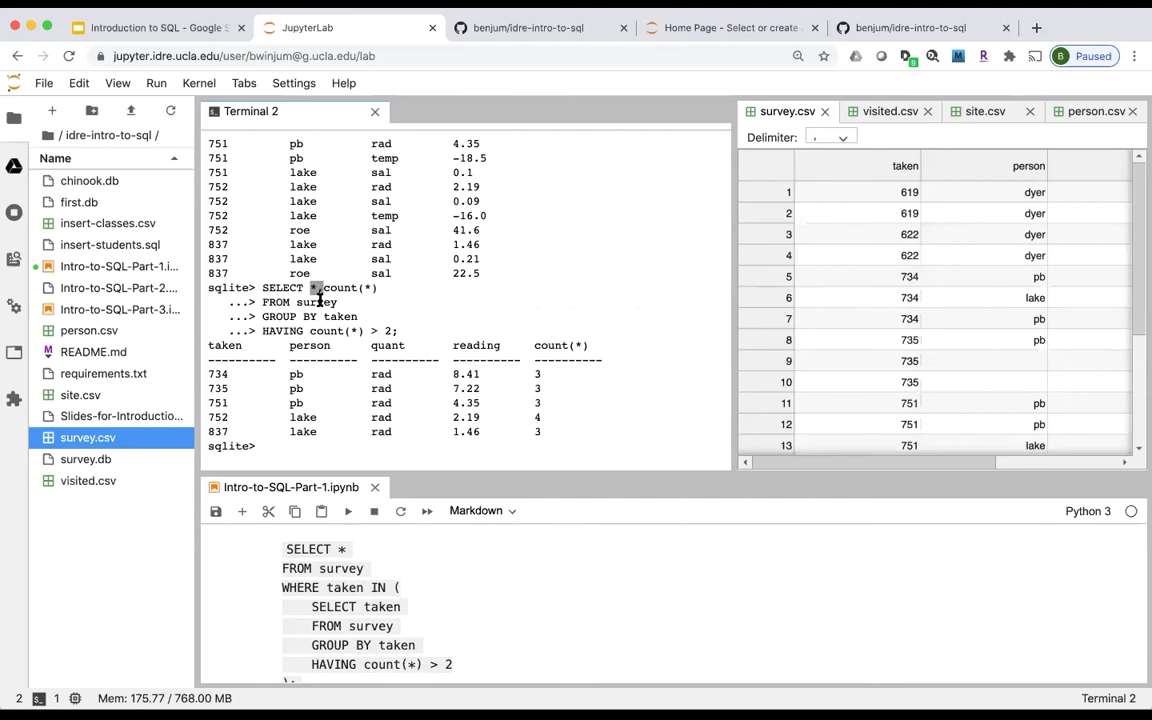 Introduction to SQL - Google S
JupyterLab
benjum/idre-intro-to-sql
Home Page - Select or create
benjum/idre-intro-to-sql
jupyter.idre.ucla.edu/user/bwinjum@g.ucla.edu/lab
9
M
R
B
Paused
File Edit View Run Kernel Tabs Settings Help
/ idre-intro-to-sql /
Name
chinook.db
first.db
insert-classes.csv
insert-students.sql
Intro-to-SQL-Part-1.i...
Intro-to-SQL-Part-2....
Intro-to-SQL-Part-3.i...
person.csv
README.md
requirements.txt
site.csv
Slides-for-Introductio...
survey.csv
survey.db
visited.csv
Terminal 2
751 pb rad 4.35
751 pb temp -18.5
751 lake sal 0.1
752 lake rad 2.19
752 lake sal 0.09
752 lake temp -16.0
752 roe sal 41.6
837 lake rad 1.46
837 lake sal 0.21
837 roe sal 22.5
sqlite> SELECT *,count(*)
...> FROM survey
...> GROUP BY taken
...> HAVING count(*) > 2;
taken person quant reading count(*)
---------- ---------- ---------- ---------- ----------
734 pb rad 8.41 3
735 pb rad 7.22 3
751 pb rad 4.35 3
752 lake rad 2.19 4
837 lake rad 1.46 3
sqlite>
survey.csv visited.csv site.csv person.csv
Delimiter: ,
taken person
1 619 dyer
2 619 dyer
3 622 dyer
4 622 dyer
5 734 pb
6 734 lake
7 734 pb
8 735 pb
9 735
10 735
11 751 pb
12 751 pb
13 751 lake
Intro-to-SQL-Part-1.ipynb
Markdown
Python 3
SELECT *
FROM survey
WHERE taken IN (
SELECT taken
FROM survey
GROUP BY taken
HAVING count(*) > 2
);
2 1 Mem: 175.77 / 768.00 MB
Terminal 2